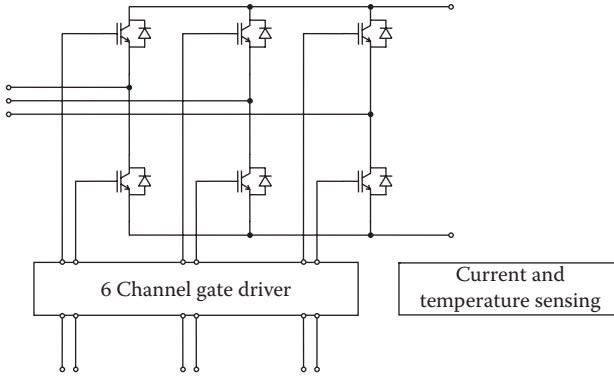 6 Channel gate driver
Current and
temperature sensing